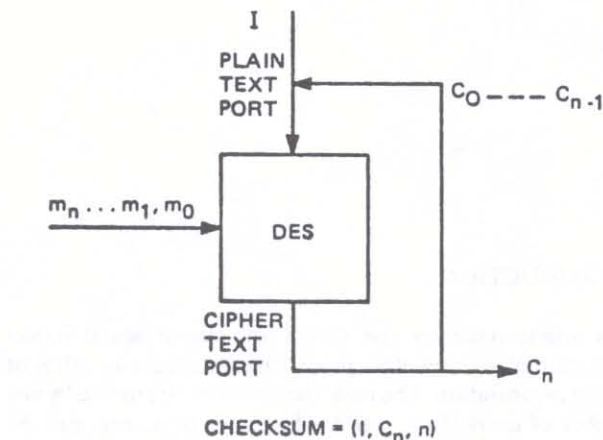 I
PLAIN
TEXT
PORT
C0 --- Cn-1
mn ... m1, m0
DES
CIPHER
TEXT
PORT
Cn
CHECKSUM = (I, Cn, n)